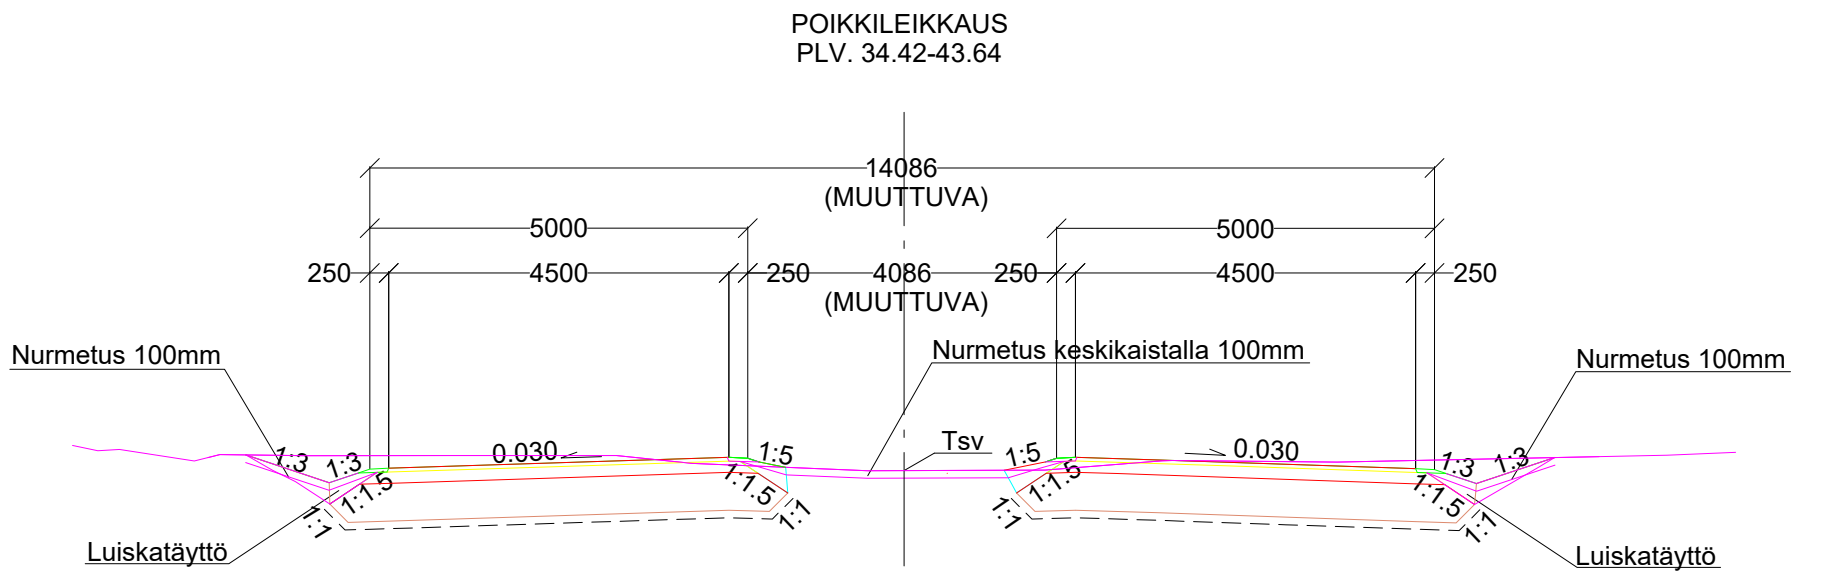 POIKKILEIKKAUS
PLV. 34.42-43.64
14086
(MUUTTUVA)
5000
5000
250
4500
250
4086
250
4500
250
(MUUTTUVA)
Nurmetus 100mm
Nurmetus keskikaistalla 100mm
Nurmetus 100mm
1:3
1:3
0.030
1:5
Tsv
1:5
0.030
1:3
1:3
1:1.5
1:1.5
1:1.5
1:1.5
1:1
1:1
1:1
1:1
Luiskatäyttö
Luiskatäyttö